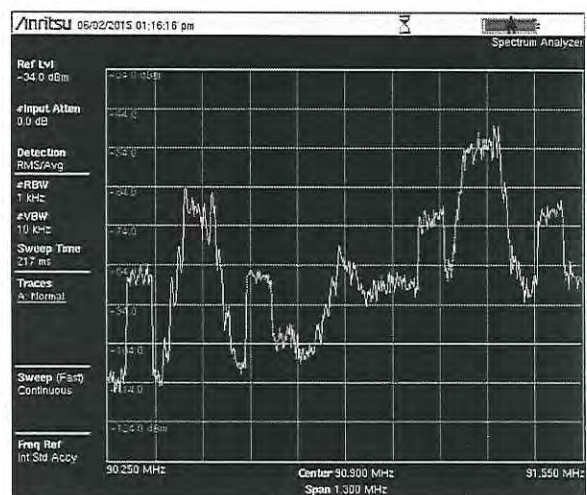 Anritsu 06/02/2015 01:16:16 pm
Spectrum Analyzer
Ref Lvl
-34.0 dBm
#Input Atten
0.0 dB
Detection
RMS/Avg
#RBW
1 kHz
#VBW
10 kHz
Sweep Time
217 ms
Traces
A: Normal
Sweep (Fast)
Continuous
Freq Ref
Int Std Accy
-34.0 dBm
-44.0
-54.0
-64.0
-74.0
-84.0
-94.0
-104.0
-114.0
-124.0 dBm
90.250 MHz
Center 90.900 MHz
91.550 MHz
Span 1.300 MHz